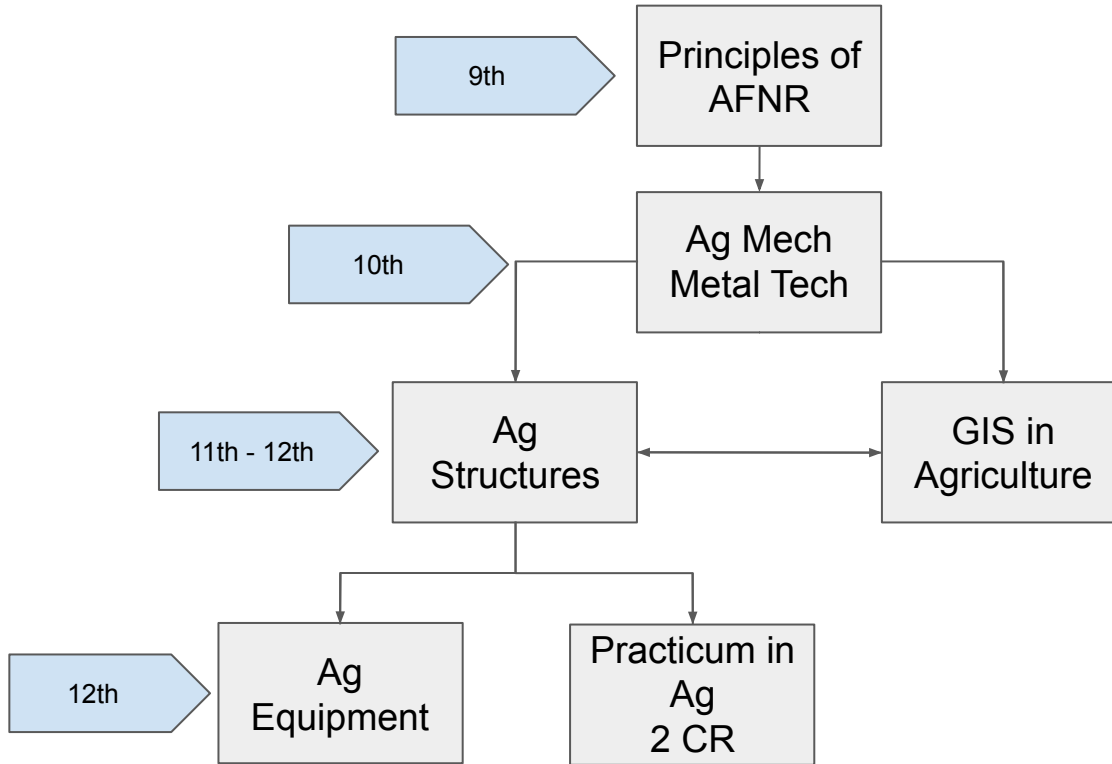 9th
Principles of
AFNR
10th
Ag Mech
Metal Tech
11th - 12th
Ag
Structures
GIS in
Agriculture
12th
Ag
Equipment
Practicum in
Ag
2 CR